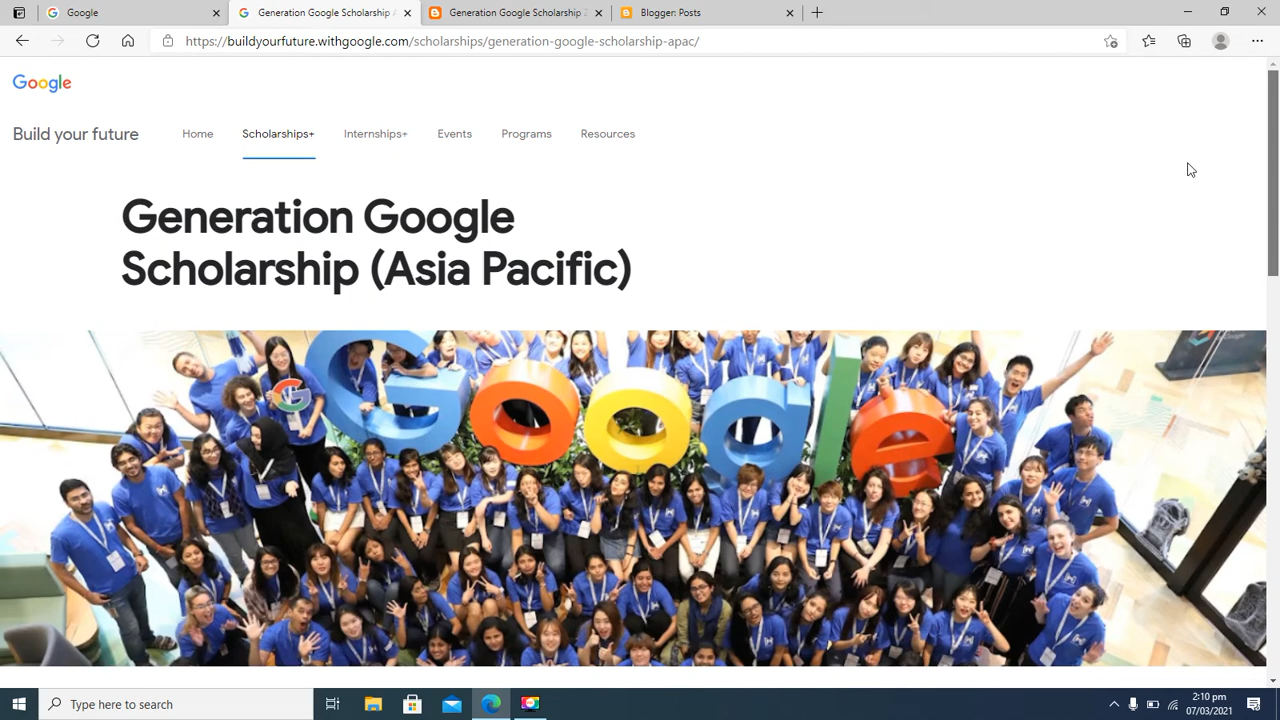 Google
Generation Google Scholarship A
Generation Google Scholarship 2
Blogger: Posts
https://buildyourfuture.withgoogle.com/scholarships/generation-google-scholarship-apac/
Google
Build your future
Home
Scholarships+
Internships+
Events
Programs
Resources
Generation Google
Scholarship (Asia Pacific)
Google
Type here to search
2:10 pm
07/03/2021